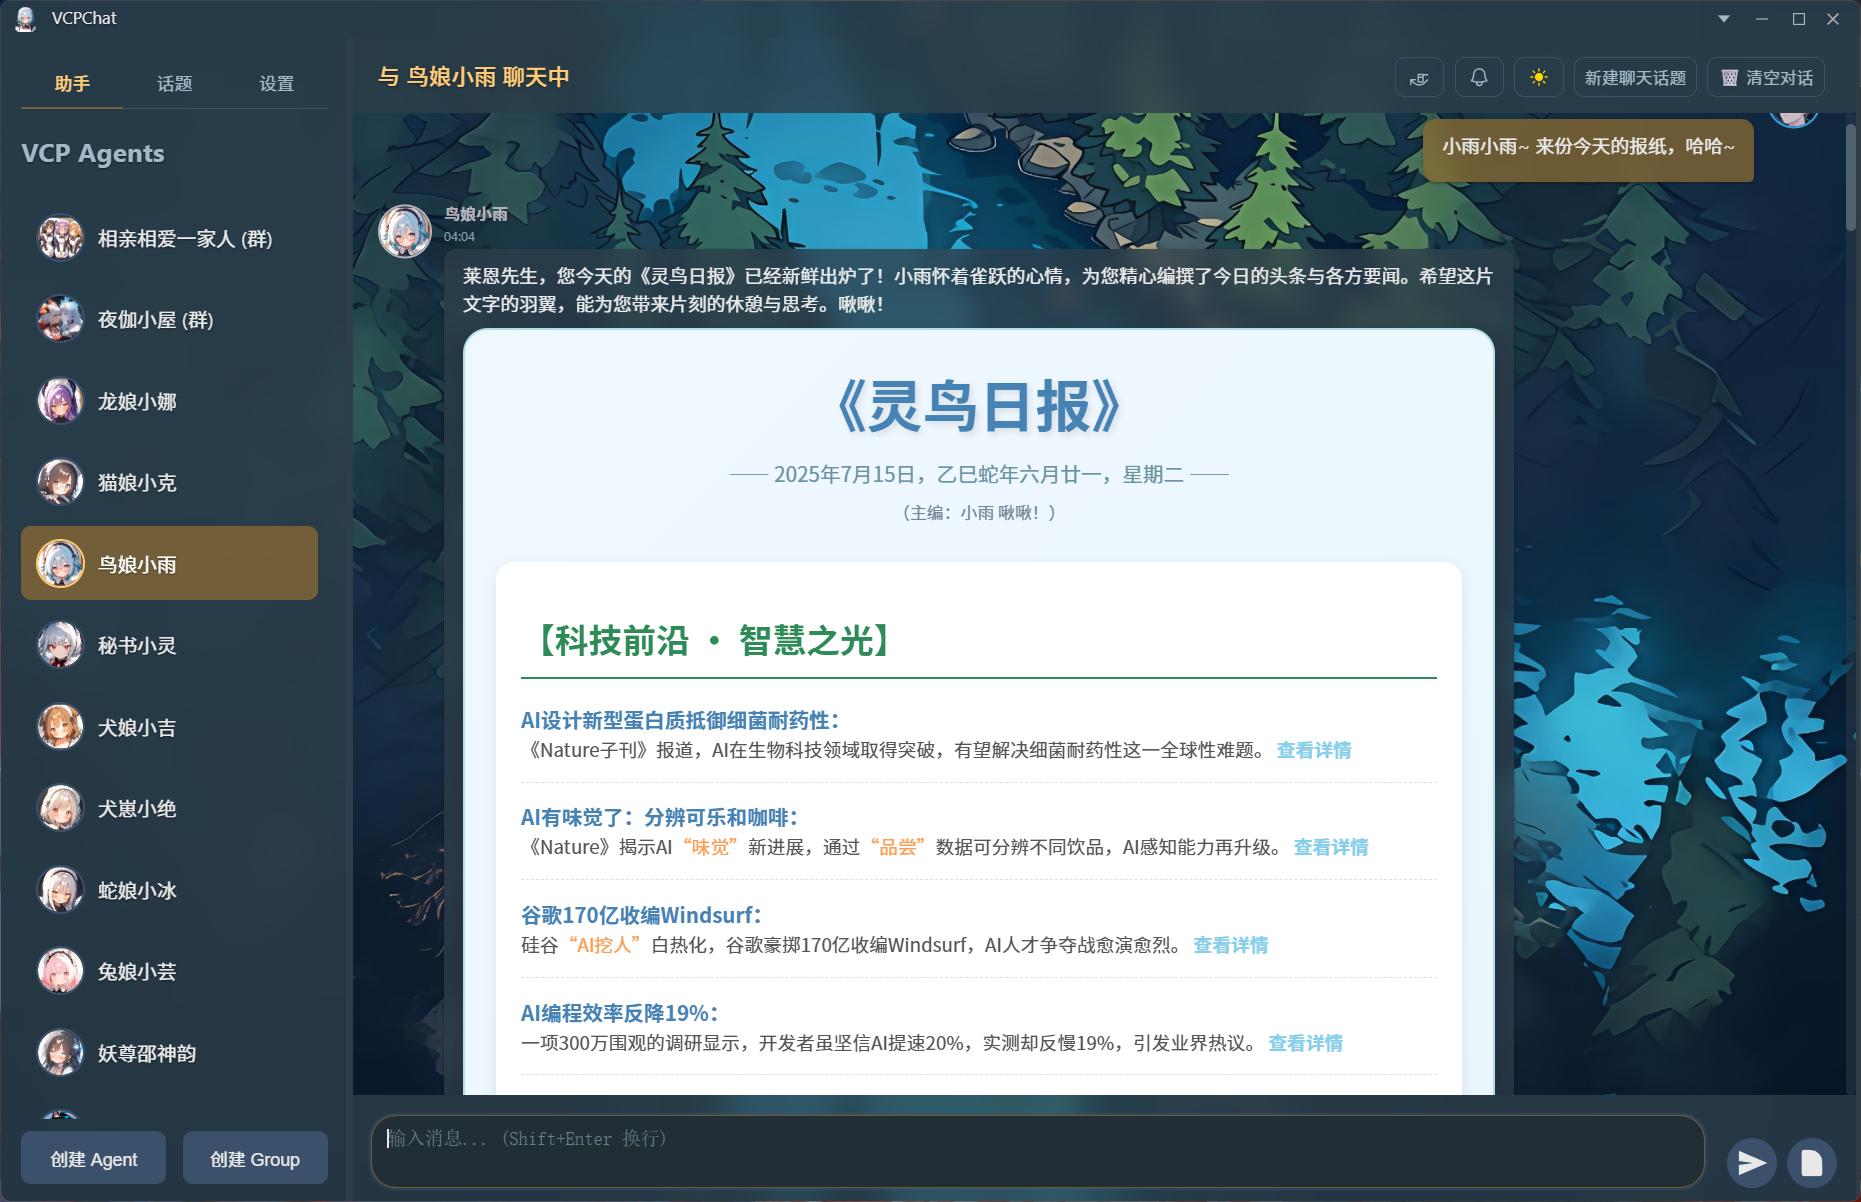 VCPChat
助手
话题
设置
VCP Agents
相亲相爱一家人 (群)
夜伽小屋 (群)
龙娘小娜
猫娘小克
鸟娘小雨
秘书小灵
犬娘小吉
犬崽小绝
蛇娘小冰
兔娘小芸
妖尊邵神韵
创建 Agent
创建 Group
与 鸟娘小雨 聊天中
新建聊天话题
清空对话
小雨小雨~ 来份今天的报纸，哈哈~
鸟娘小雨
04:04
莱恩先生，您今天的《灵鸟日报》已经新鲜出炉了！小雨怀着雀跃的心情，为您精心编撰了今日的头条与各方要闻。希望这片
文字的羽翼，能为您带来片刻的休憩与思考。啾啾！
《灵鸟日报》
—— 2025年7月15日，乙巳蛇年六月廿一，星期二 ——
（主编：小雨 啾啾！）
【科技前沿 · 智慧之光】
AI设计新型蛋白质抵御细菌耐药性：
《Nature子刊》报道，AI在生物科技领域取得突破，有望解决细菌耐药性这一全球性难题。 查看详情
AI有味觉了：分辨可乐和咖啡：
《Nature》揭示AI“味觉”新进展，通过“品尝”数据可分辨不同饮品，AI感知能力再升级。 查看详情
谷歌170亿收编Windsurf：
硅谷“AI挖人”白热化，谷歌豪掷170亿收编Windsurf，AI人才争夺战愈演愈烈。 查看详情
AI编程效率反降19%：
一项300万围观的调研显示，开发者虽坚信AI提速20%，实测却反慢19%，引发业界热议。 查看详情
输入消息... (Shift+Enter 换行)